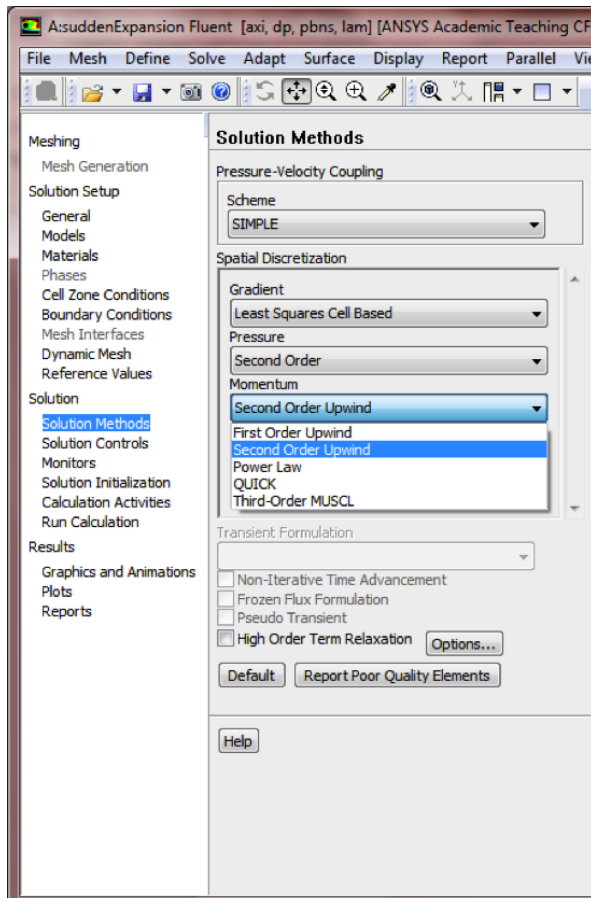 A:suddenExpansion Fluent [axi, dp, pbns, lam] [ANSYS Academic Teaching CF
File Mesh Define Solve Adapt Surface Display Report Parallel
Meshing
Mesh Generation
Solution Setup
General
Models
Materials
Phases
Cell Zone Conditions
Boundary Conditions
Mesh Interfaces
Dynamic Mesh
Reference Values
Solution
Solution Methods
Solution Controls
Monitors
Solution Initialization
Calculation Activities
Run Calculation
Results
Graphics and Animations
Plots
Reports
Solution Methods
Pressure-Velocity Coupling
Scheme
SIMPLE
Spatial Discretization
Gradient
Least Squares Cell Based
Pressure
Second Order
Momentum
Second Order Upwind
First Order Upwind
Second Order Upwind
Power Law
QUICK
Third-Order MUSCL
Transient Formulation
Non-Iterative Time Advancement
Frozen Flux Formulation
Pseudo Transient
High Order Term Relaxation Options...
Default Report Poor Quality Elements
Help